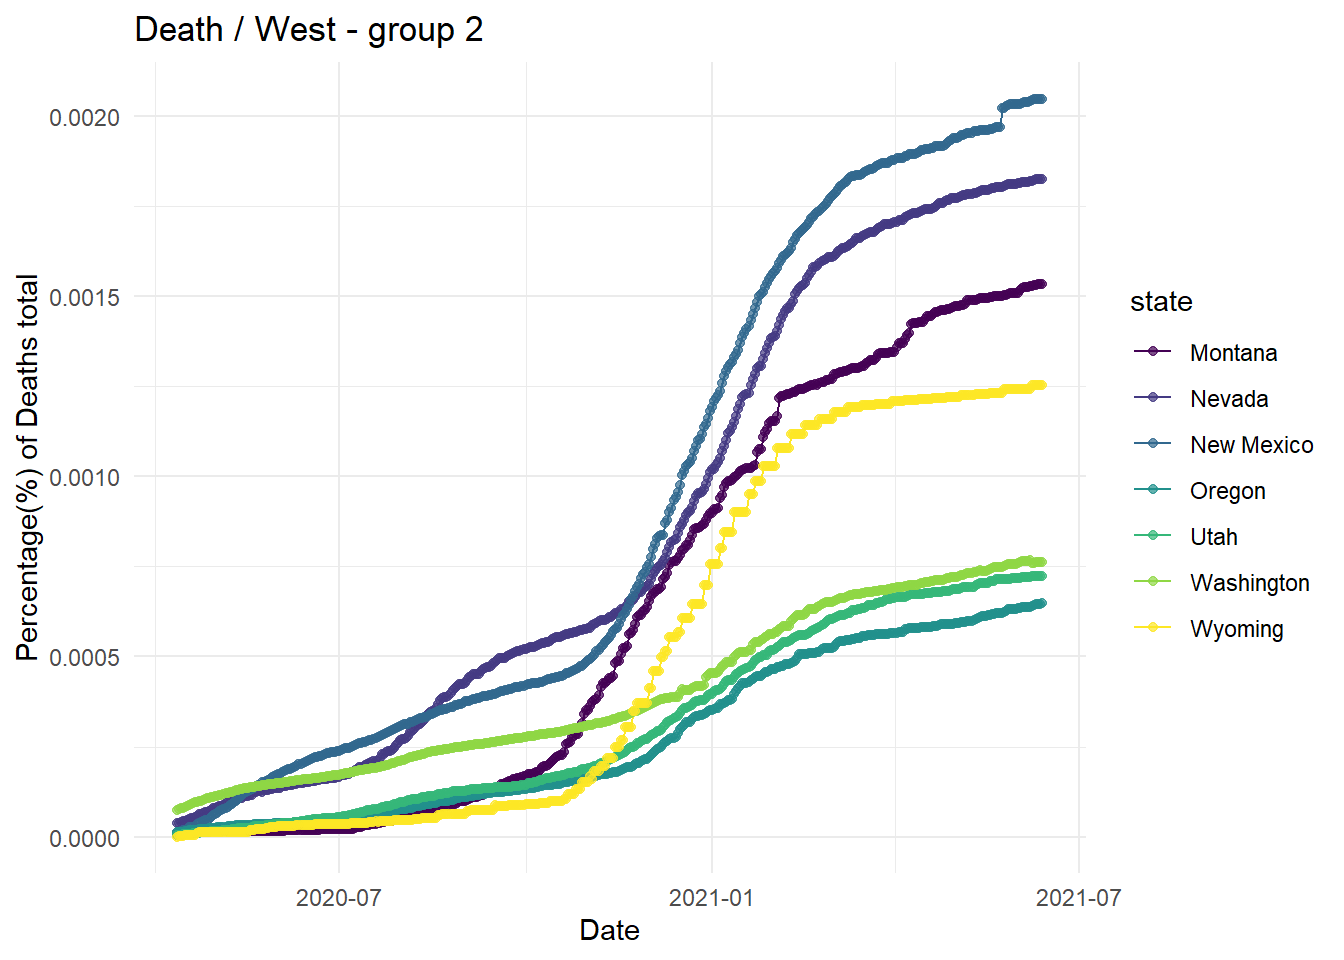 Death / West - group 2
Percentage(%) of Deaths total
0.0020
0.0015
0.0010
0.0005
0.0000
2020-07
2021-01
2021-07
Date
state
Montana
Nevada
New Mexico
Oregon
Utah
Washington
Wyoming